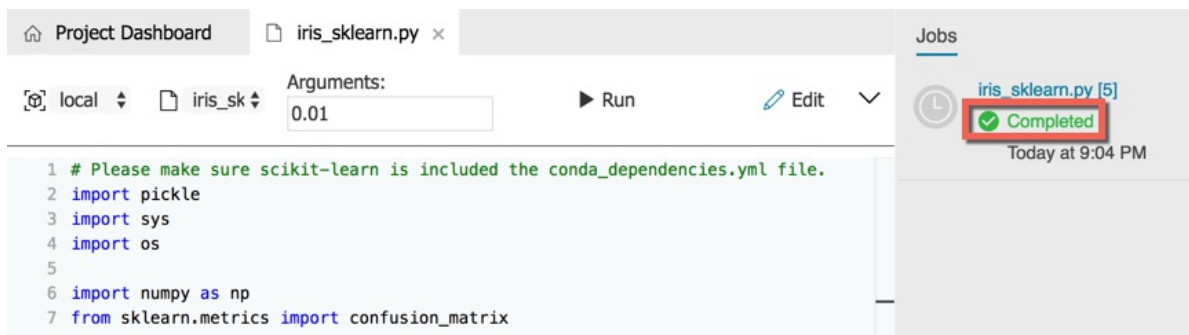 Project Dashboard
iris_sklearn.py ×
Jobs
local
iris_sk
Arguments:
0.01
Run
Edit
iris_sklearn.py [5]
Completed
Today at 9:04 PM
1 # Please make sure scikit-learn is included the conda_dependencies.yml file.
2 import pickle
3 import sys
4 import os
5
6 import numpy as np
7 from sklearn.metrics import confusion_matrix